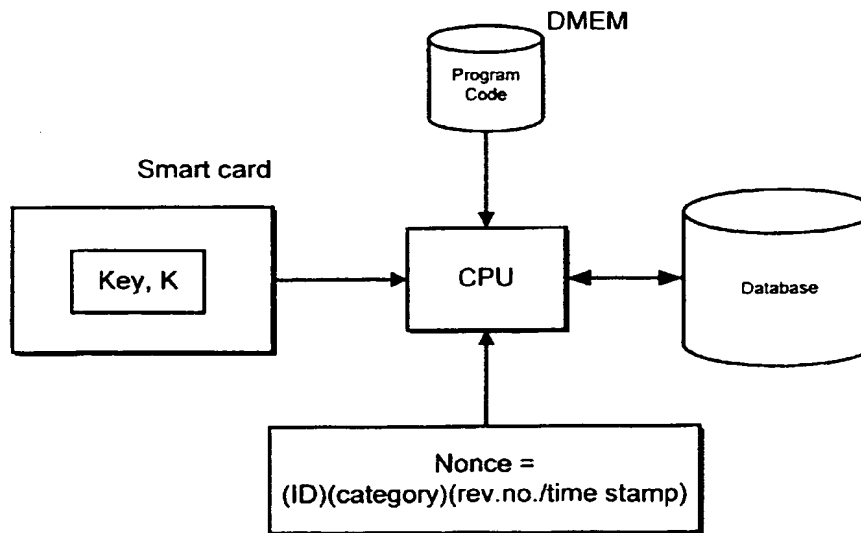 DMEM
Program
Code
Smart card
Key, K
CPU
Database
Nonce =
(ID)(category)(rev.no./time stamp)